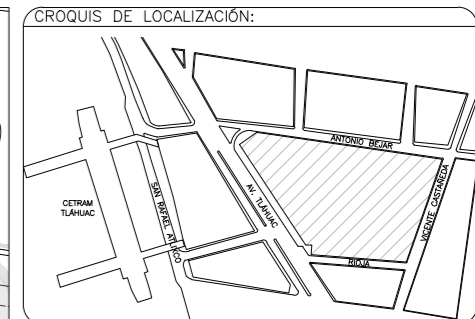 CROQUIS DE LOCALIZACIÓN:
ANTONIO BEJAR
CETRAM
TLÁHUAC
SAN RAFAEL ATLIXCO
AV. TLÁHUAC
VICENTE CASTAÑEDA
RIOJA